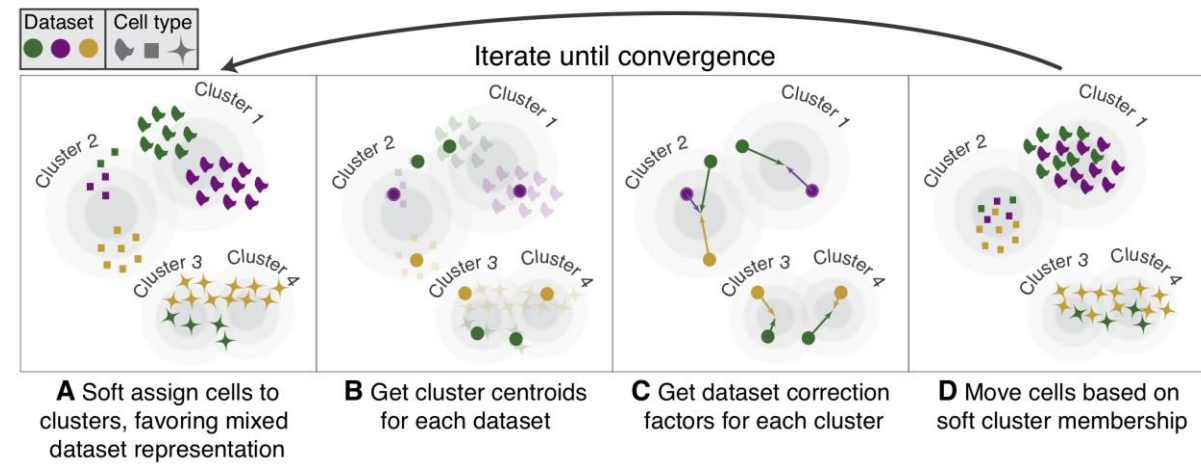 Dataset
Cell type
Iterate until convergence
Cluster 1
Cluster 2
Cluster 3
Cluster 4
Cluster 1
Cluster 2
Cluster 3
Cluster 4
Cluster 1
Cluster 2
Cluster 3
Cluster 4
Cluster 1
Cluster 2
Cluster 3
Cluster 4
A Soft assign cells to
clusters, favoring mixed
dataset representation
B Get cluster centroids
for each dataset
C Get dataset correction
factors for each cluster
D Move cells based on
soft cluster membership